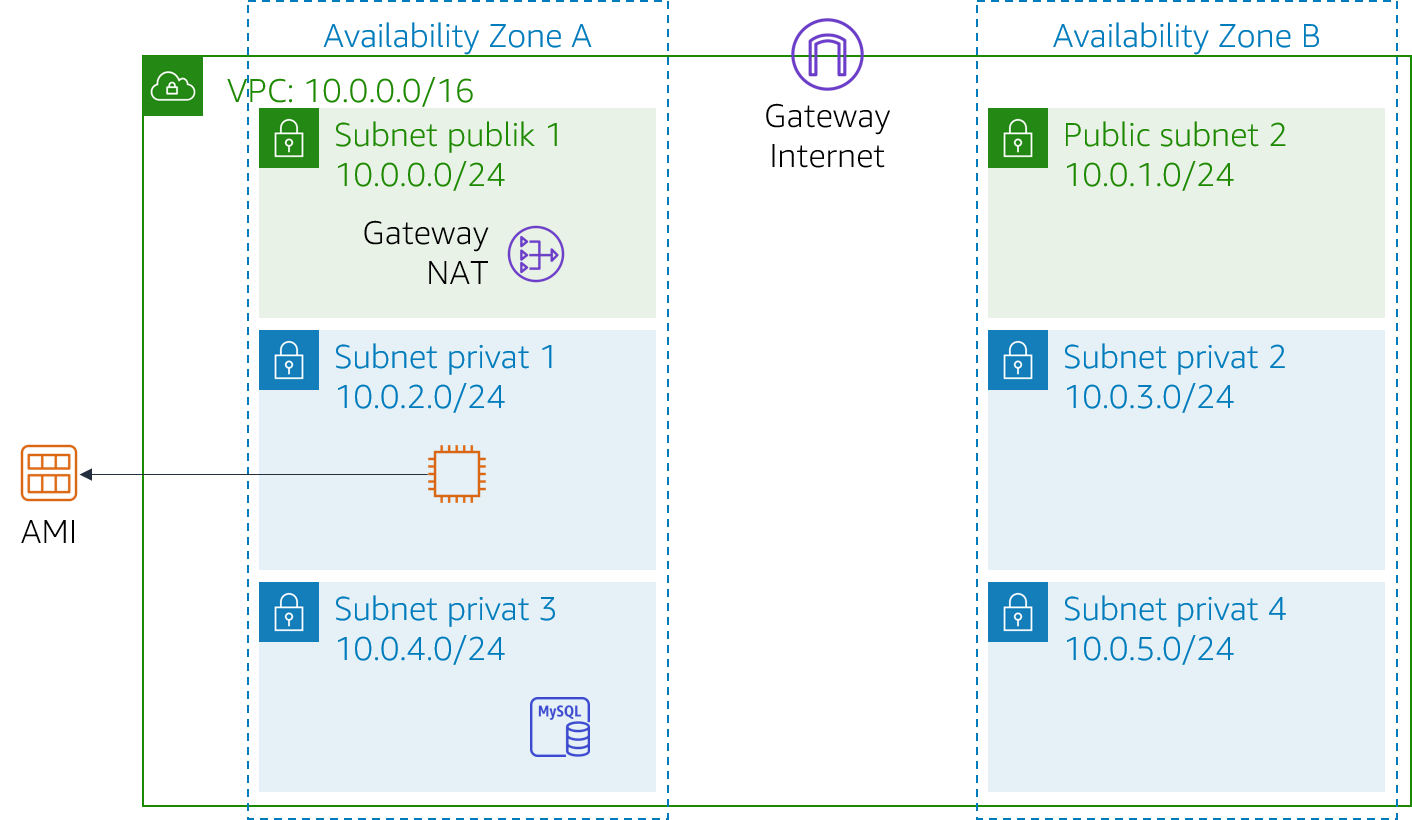 Availability Zone A
Availability Zone B
VPC: 10.0.0.0/16
Gateway
Internet
Subnet publik 1
10.0.0.0/24
Gateway
NAT
Public subnet 2
10.0.1.0/24
Subnet privat 1
10.0.2.0/24
Subnet privat 2
10.0.3.0/24
AMI
Subnet privat 3
10.0.4.0/24
MySQL
Subnet privat 4
10.0.5.0/24